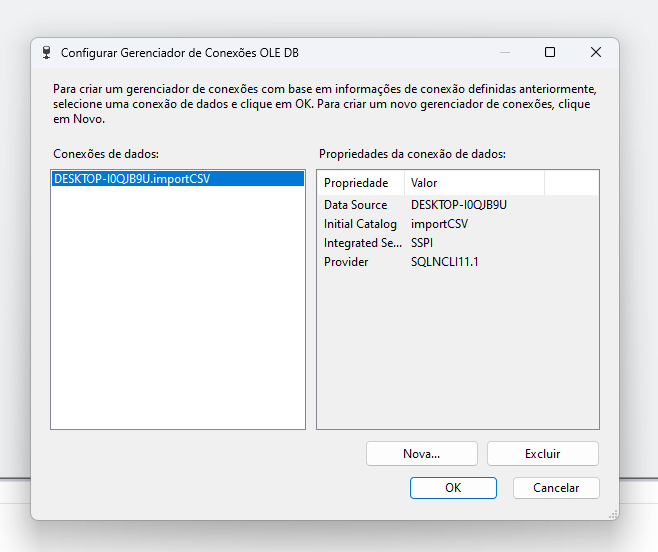 Configurar Gerenciador de Conexões OLE DB
Para criar um gerenciador de conexões com base em informações de conexão definidas anteriormente,
selecione uma conexão de dados e clique em OK. Para criar um novo gerenciador de conexões, clique
em Novo.
Conexões de dados:
DESKTOP-I0QJB9U.importCSV
Propriedades da conexão de dados:
Propriedade Valor
Data Source DESKTOP-I0QJB9U
Initial Catalog importCSV
Integrated Se... SSPI
Provider SQLNCLI11.1
Nova... Excluir
OK Cancelar